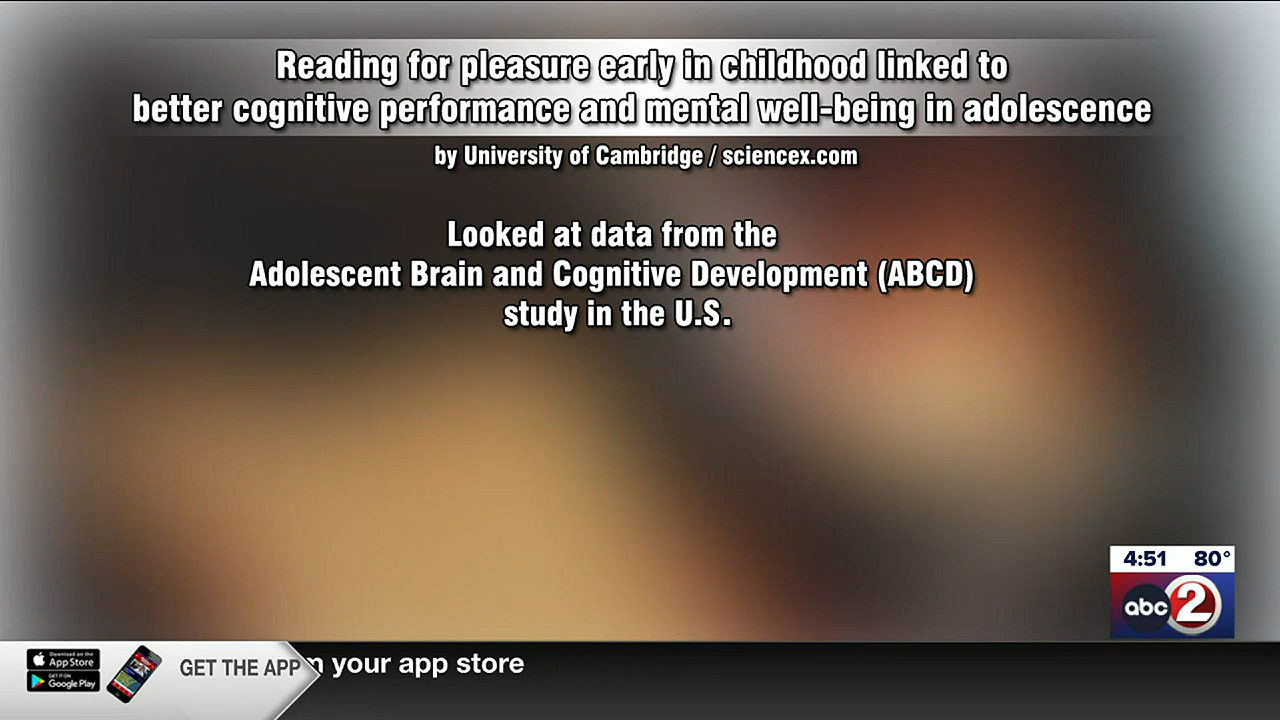 Reading for pleasure early in childhood linked to
better cognitive performance and mental well-being in adolescence
by University of Cambridge / sciencex.com
Looked at data from the
Adolescent Brain and Cognitive Development (ABCD)
study in the U.S.
4:51 80°
abc 2
Download on the
App Store
GET IT ON
Google Play
GET THE APP
n your app store